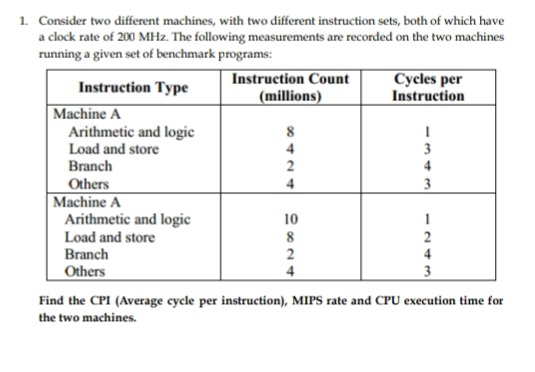 1. Consider two different machines, with two different instruction sets, both of which have
a clock rate of 200 MHz. The following measurements are recorded on the two machines
running a given set of benchmark programs:
Instruction Type Instruction Count (millions) Cycles per Instruction
Machine A
Arithmetic and logic 8 1
Load and store 4 3
Branch 2 4
Others 4 3
Machine A
Arithmetic and logic 10 1
Load and store 8 2
Branch 2 4
Others 4 3
Find the CPI (Average cycle per instruction), MIPS rate and CPU execution time for
the two machines.